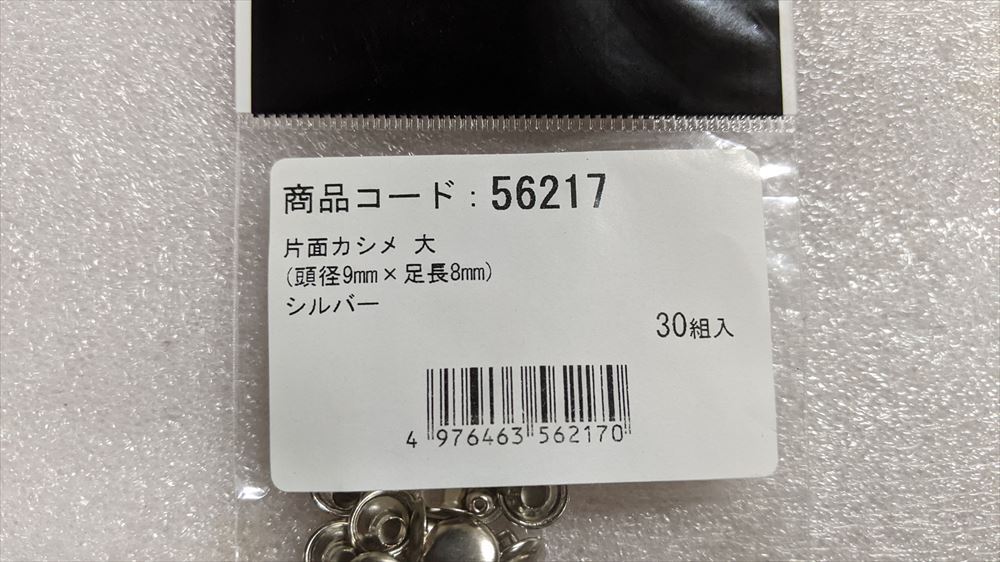 商品コード：56217
片面カシメ 大
(頭径9㎜×足長8㎜)
シルバー
30組入
4 976463 562170